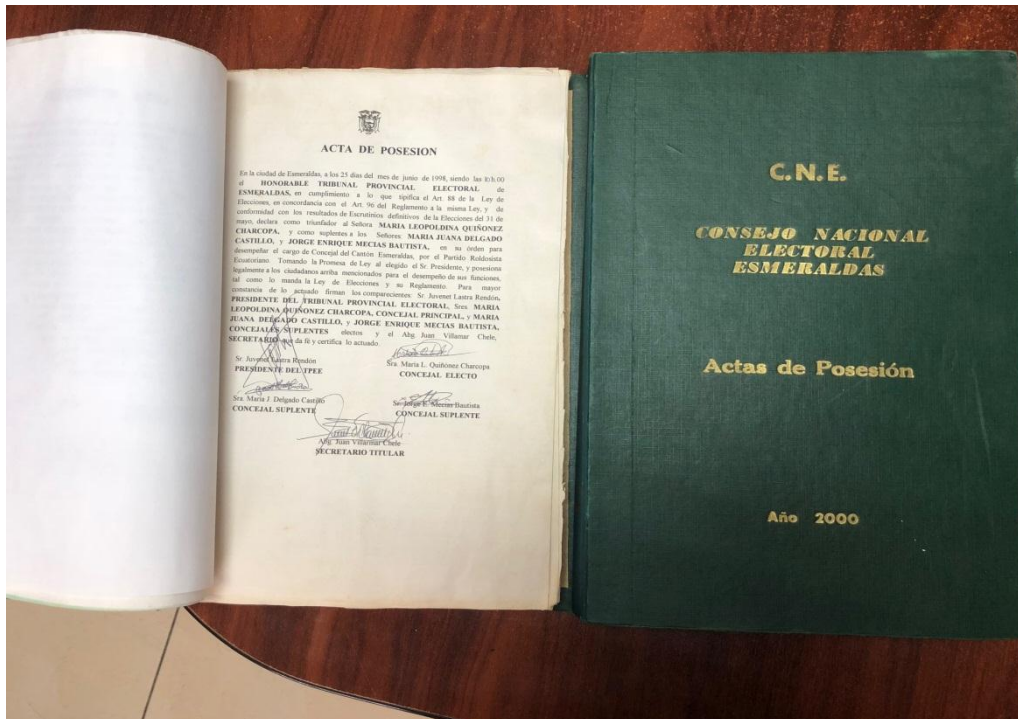 ACTA DE POSESION
En la ciudad de Esmeraldas, a los 25 días del mes de junio de 1998, siendo las
el HONORABLE TRIBUNAL PROVINCIAL ELECTORAL de
ESMERALDAS, en cumplimiento a lo que tipifica el Art. 88 de la Ley de
Elecciones, en concordancia con el Art. 96 del Reglamento a la misma Ley, y de
conformidad con los resultados de Escrutinios definitivos de la Elecciones del 31 de
mayo, declara como triunfador al Señora MARIA LEOPOLDINA QUIÑONEZ
CHARCOPA, y como suplentes a los Señores MARIA JUANA DELGADO
CASTILLO, y JORGE ENRIQUE MECIAS BAUTISTA, en su órden para
desempeñar el cargo de Concejal del Cantón Esmeraldas, por el Partido Roldosista
Ecuatoriano. Tomando la Promesa de Ley al elegido el Sr. Presidente, y posesiona
legalmente a los ciudadanos arriba mencionados para el desempeño de sus funciones,
tal como lo manda la Ley de Elecciones y su Reglamento. Para mayor
constancia de lo actuado firman los comparecientes: Sr. Juvenet Lastra Rendón,
PRESIDENTE DEL TRIBUNAL PROVINCIAL ELECTORAL, Sres. MARIA
LEOPOLDINA QUIÑONEZ CHARCOPA, CONCEJAL PRINCIPAL, y MARIA
JUANA DELGADO CASTILLO, y JORGE ENRIQUE MECIAS BAUTISTA,
CONCEJALES SUPLENTES electos y el Abg. Juan Villamar Chele,
SECRETARIO que da fé y certifica lo actuado.
Sr. Juvenet Lastra Rendón
PRESIDENTE DEL TPEE
Sra. María L. Quiñónez Charcopa
CONCEJAL ELECTO
Sra. María J. Delgado Castillo
CONCEJAL SUPLENTE
Sr. Jorge E. Mecías Bautista
CONCEJAL SUPLENTE
Abg. Juan Villamar Chele
SECRETARIO TITULAR
C.N.E.
CONSEJO NACIONAL
ELECTORAL
ESMERALDAS
Actas de Posesión
Año 2000